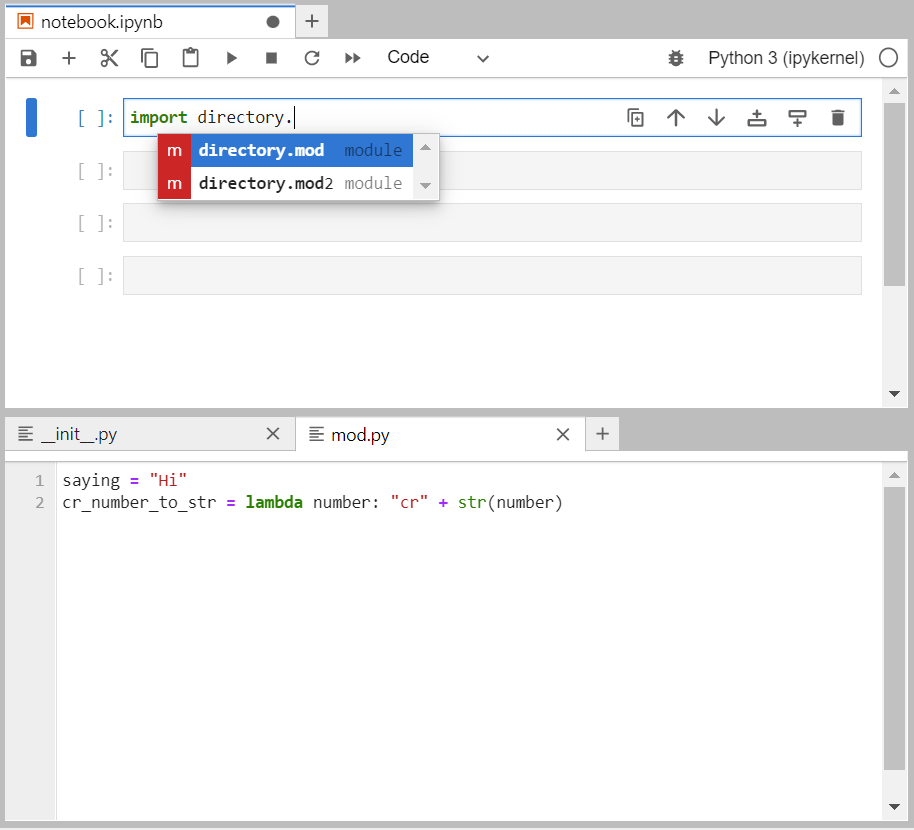 notebook.ipynb
Code
Python 3 (ipykernel)
[ ]: import directory.
m directory.mod module
m directory.mod2 module
[ ]:
[ ]:
[ ]:
__init__.py
mod.py
1 saying = "Hi"
2 cr_number_to_str = lambda number: "cr" + str(number)